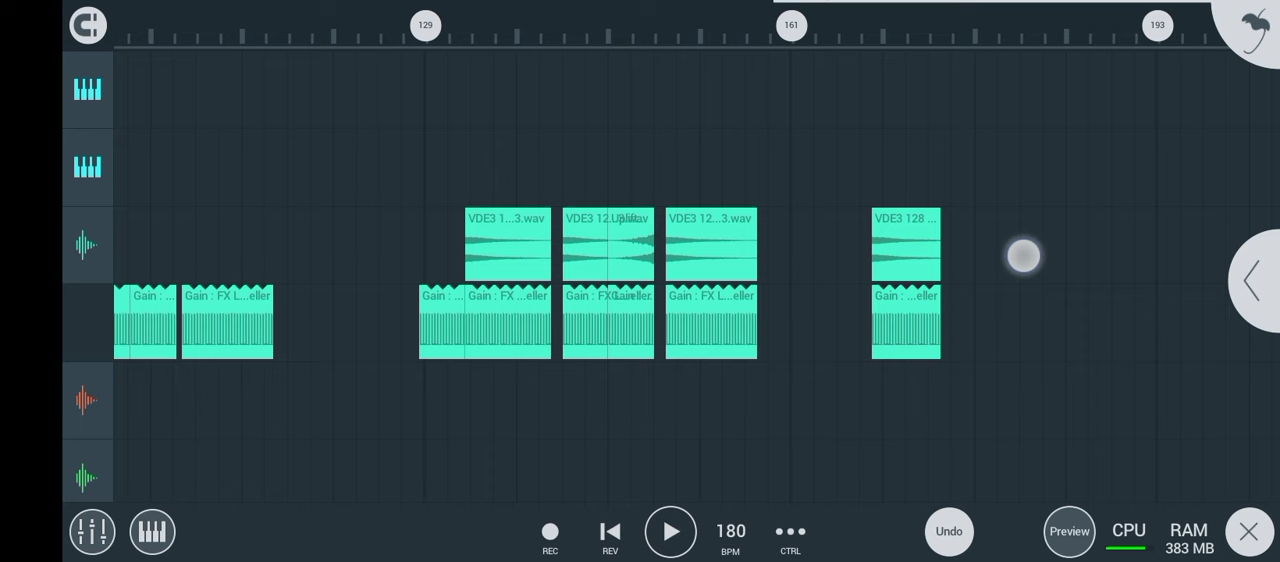 129
161
193
VDE3 1...3.wav
VDE3 12...3.wav
VDE3 128 ...
Gain : ...
Gain : FX L...eller
Gain : ...
Gain : FX ...eller
Gain : FX L...eller
Gain : ...eller
REC
REV
180
BPM
CTRL
Undo
Preview
CPU
RAM
383 MB